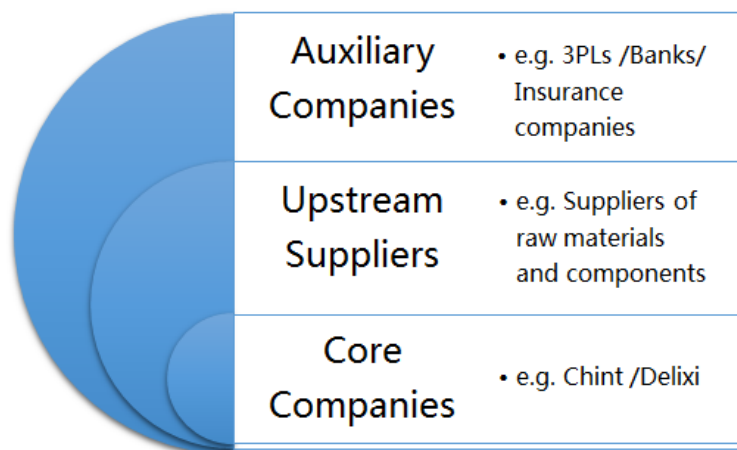 Auxiliary
Companies
• e.g. 3PLs /Banks/
Insurance
companies
Upstream
Suppliers
• e.g. Suppliers of
raw materials
and components
Core
Companies
• e.g. Chint /Delixi